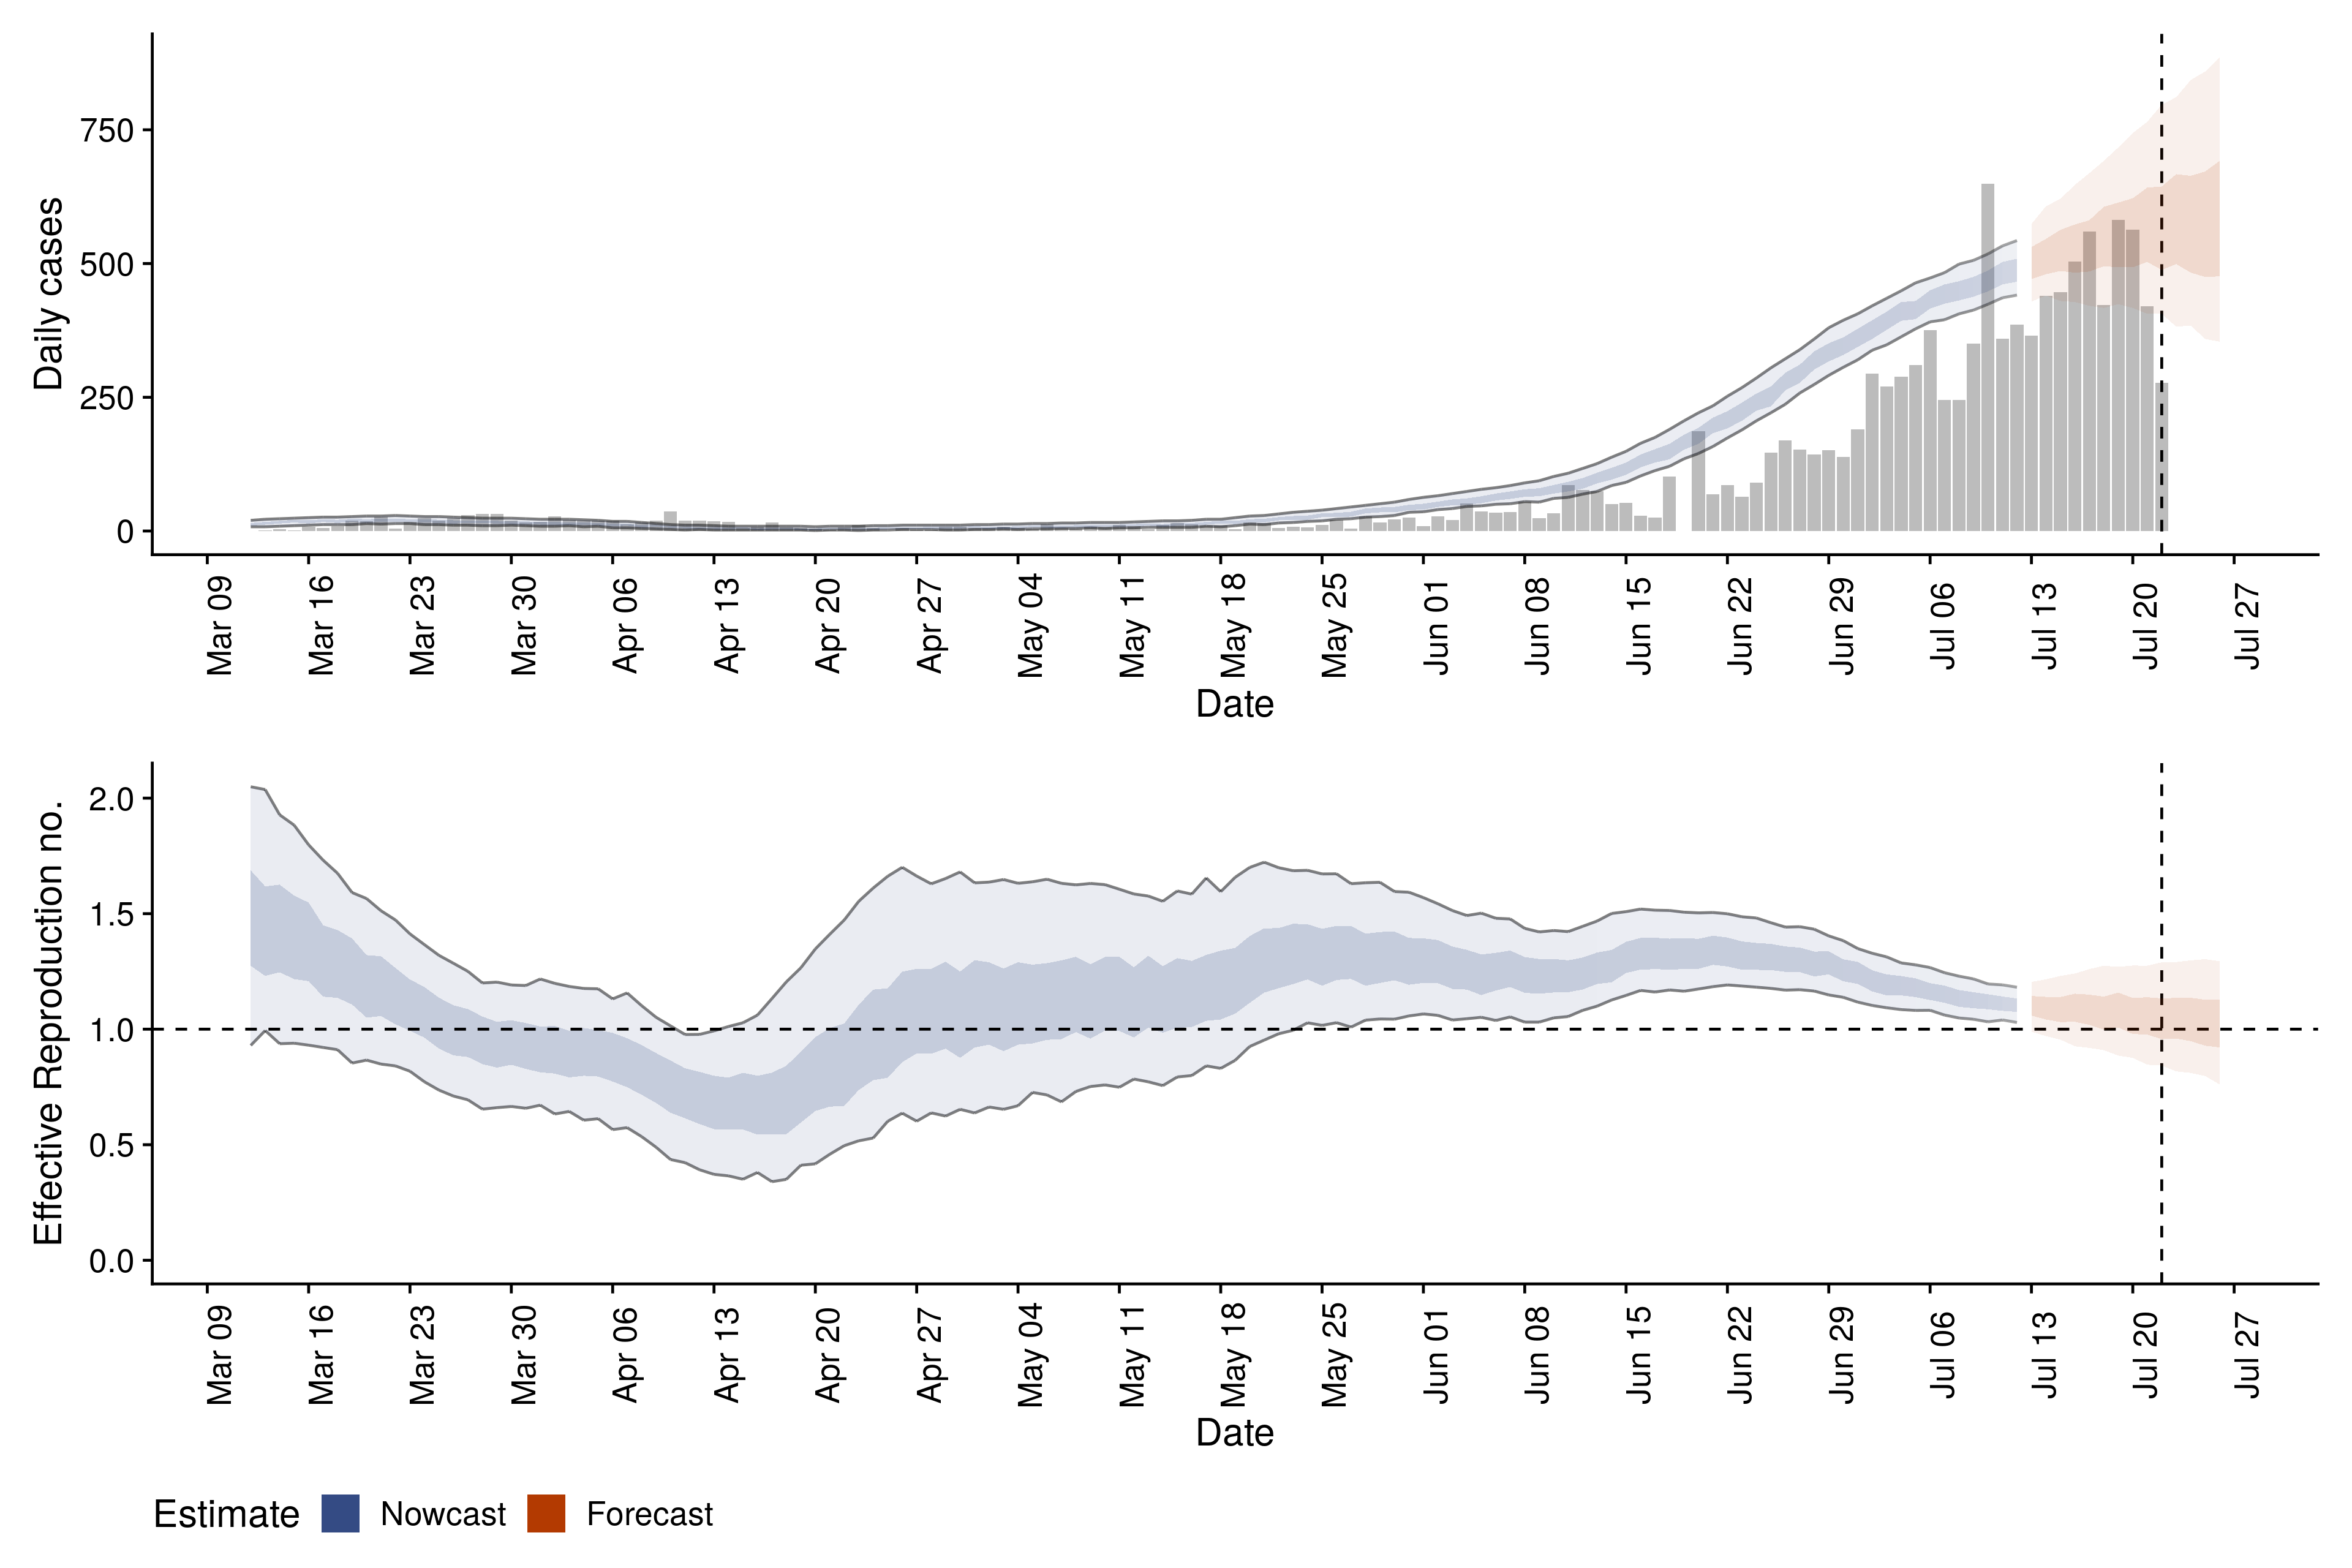 Daily cases
750
500
250
0
Mar 09
Mar 16
Mar 23
Mar 30
Apr 06
Apr 13
Apr 20
Apr 27
May 04
May 11
May 18
May 25
Jun 01
Jun 08
Jun 15
Jun 22
Jun 29
Jul 06
Jul 13
Jul 20
Jul 27
Date
Effective Reproduction no.
2.0
1.5
1.0
0.5
0.0
Mar 09
Mar 16
Mar 23
Mar 30
Apr 06
Apr 13
Apr 20
Apr 27
May 04
May 11
May 18
May 25
Jun 01
Jun 08
Jun 15
Jun 22
Jun 29
Jul 06
Jul 13
Jul 20
Jul 27
Date
Estimate Nowcast Forecast